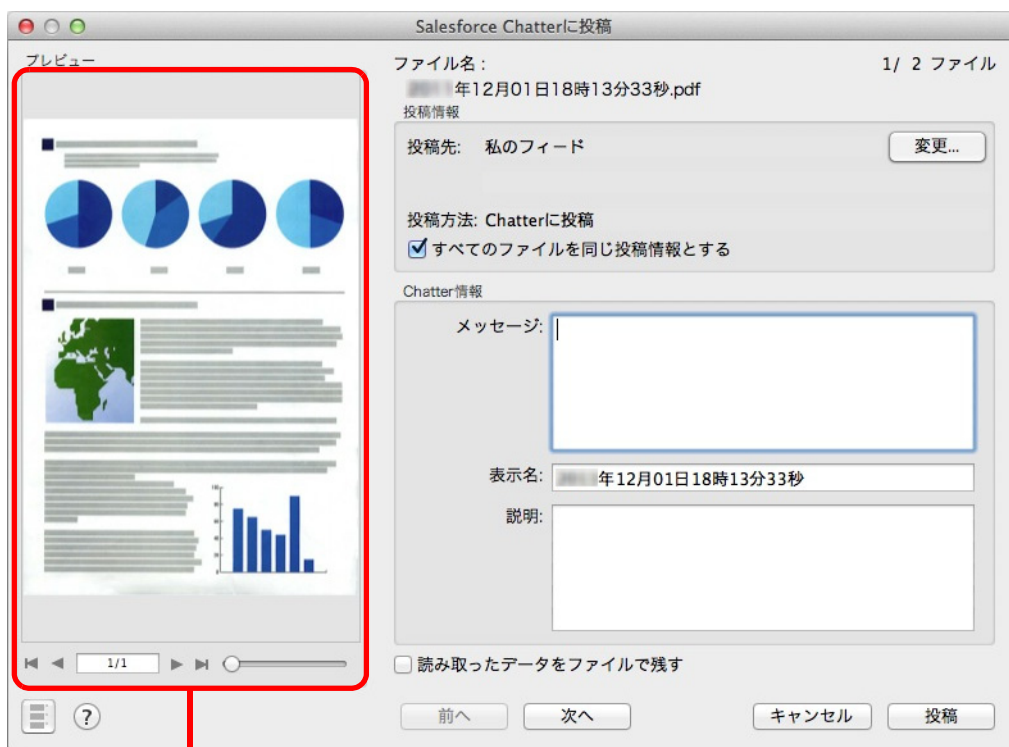 Salesforce Chatterに投稿
プレビュー
1/1
ファイル名：
1/ 2 ファイル
年12月01日18時13分33秒.pdf
投稿情報
投稿先: 私のフィード
変更...
投稿方法: Chatterに投稿
すべてのファイルを同じ投稿情報とする
Chatter情報
メッセージ:
表示名: 年12月01日18時13分33秒
説明:
読み取ったデータをファイルで残す
?
前へ
次へ
キャンセル
投稿